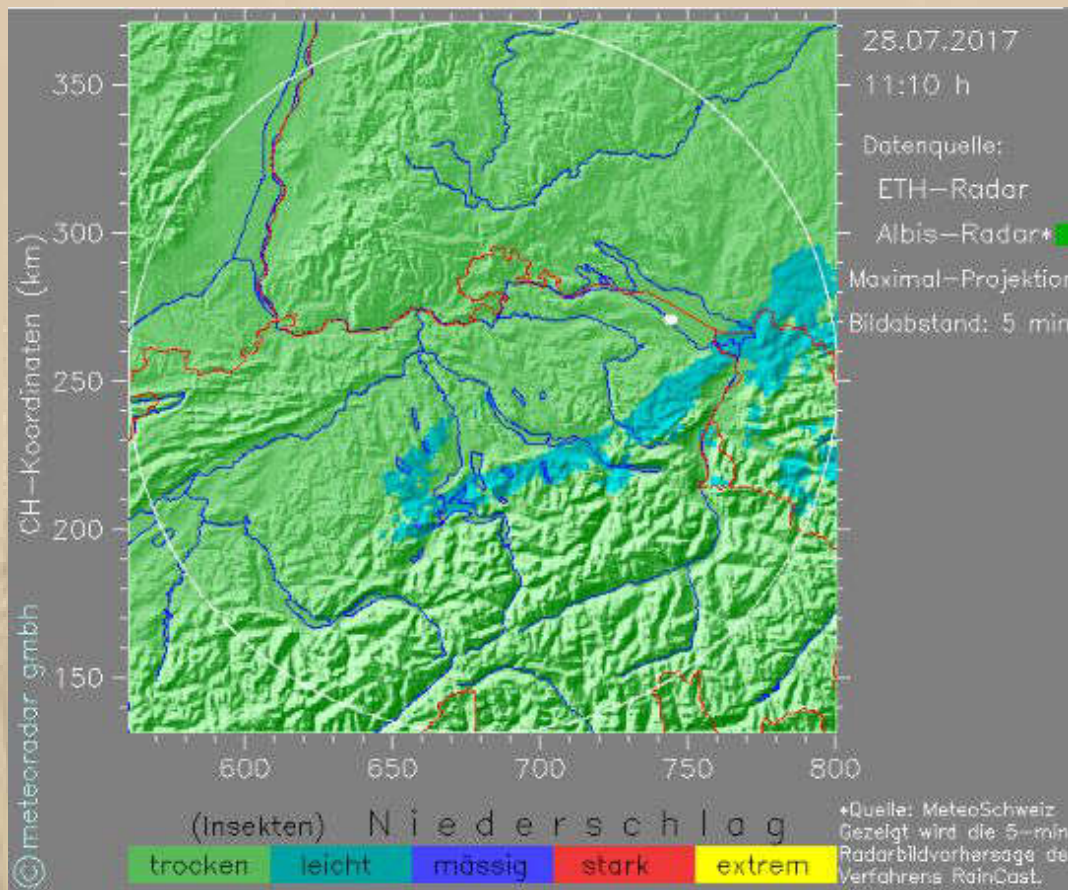 28.07.2017
11:10 h
Datenquelle:
ETH-Radar
Albis-Radar*
Maximal-Projektion
Bildabstand: 5 min
CH-Koordinaten (km)
350
300
250
200
150
600
650
700
750
800
©meteoradar gmbh
(Insekten) Niederschlag
trocken leicht mässig stark extrem
*Quelle: MeteoSchweiz
Gezeigt wird die 5-min
Radarbildvorhersage de
Verfahrens RainCast.